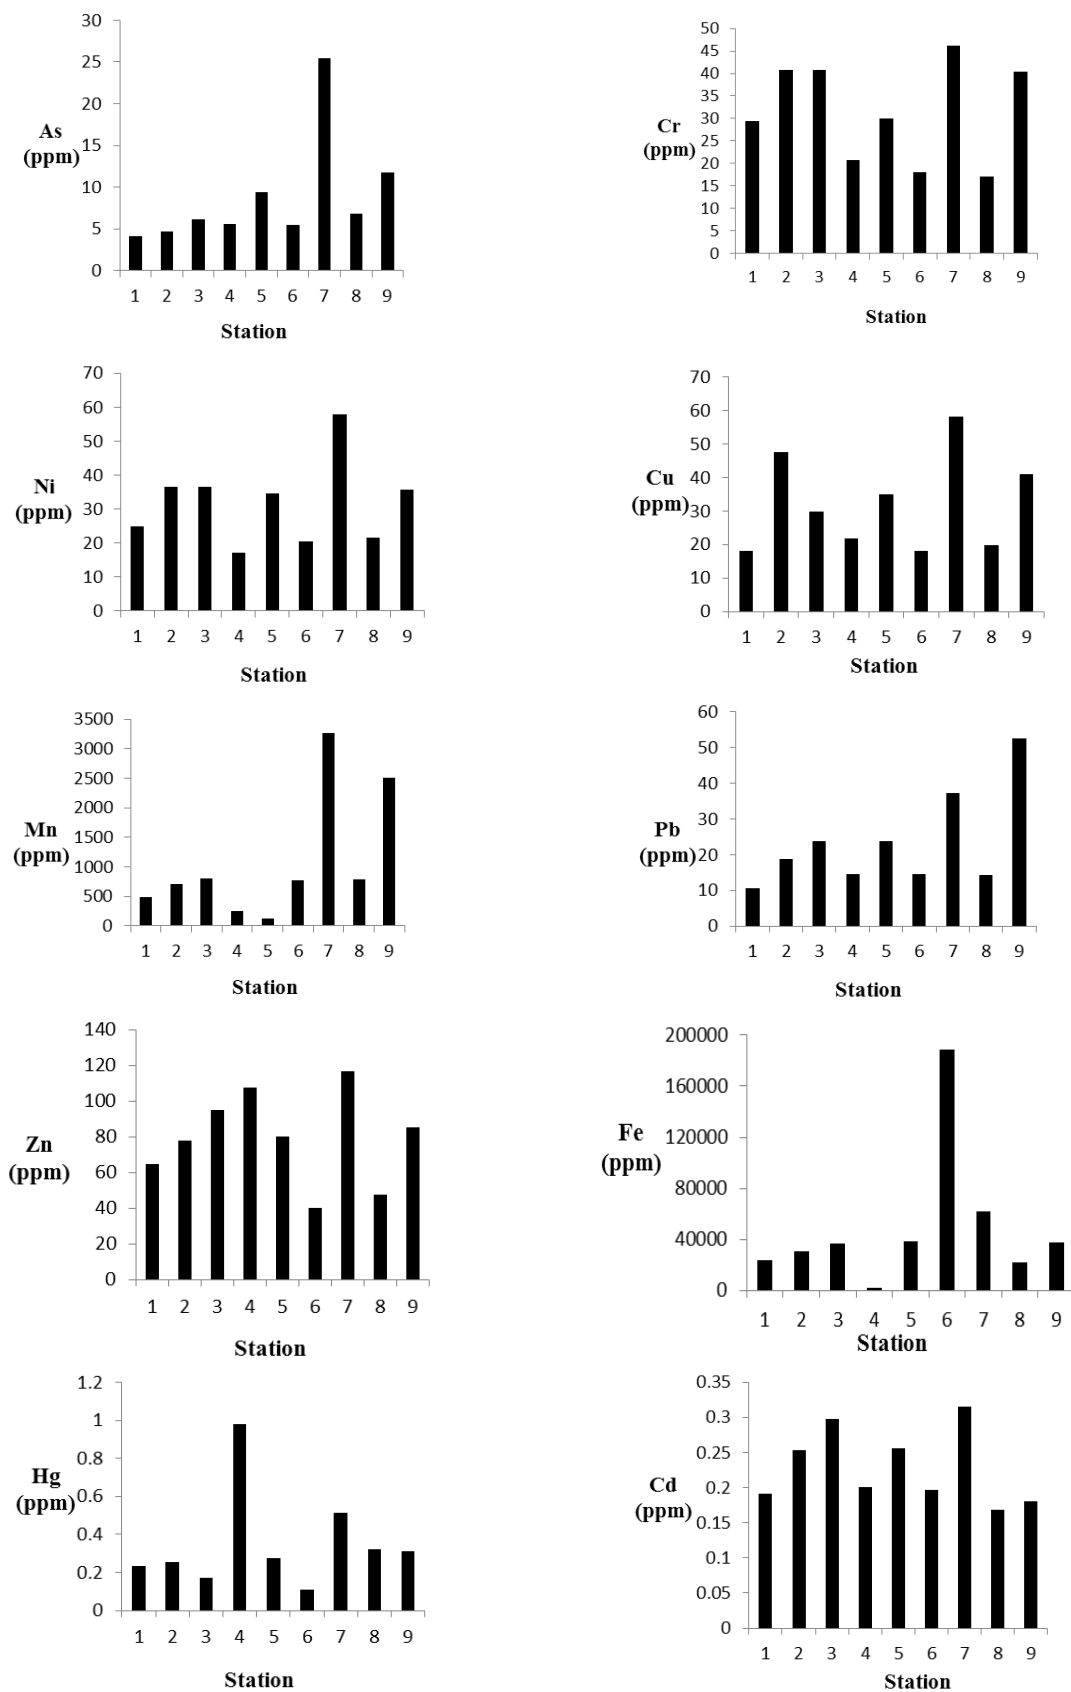 30
25
20
15
10
5
0
As
(ppm)
1 2 3 4 5 6 7 8 9
Station
50
45
40
35
30
25
20
15
10
5
0
Cr
(ppm)
1 2 3 4 5 6 7 8 9
Station
70
60
50
40
30
20
10
0
Ni
(ppm)
1 2 3 4 5 6 7 8 9
Station
70
60
50
40
30
20
10
0
Cu
(ppm)
1 2 3 4 5 6 7 8 9
Station
3500
3000
2500
2000
1500
1000
500
0
Mn
(ppm)
1 2 3 4 5 6 7 8 9
Station
60
50
40
30
20
10
0
Pb
(ppm)
1 2 3 4 5 6 7 8 9
Station
140
120
100
80
60
40
20
0
Zn
(ppm)
1 2 3 4 5 6 7 8 9
Station
200000
160000
120000
80000
40000
0
Fe
(ppm)
1 2 3 4 5 6 7 8 9
Station
1.2
1
0.8
0.6
0.4
0.2
0
Hg
(ppm)
1 2 3 4 5 6 7 8 9
Station
0.35
0.3
0.25
0.2
0.15
0.1
0.05
0
Cd
(ppm)
1 2 3 4 5 6 7 8 9
Station